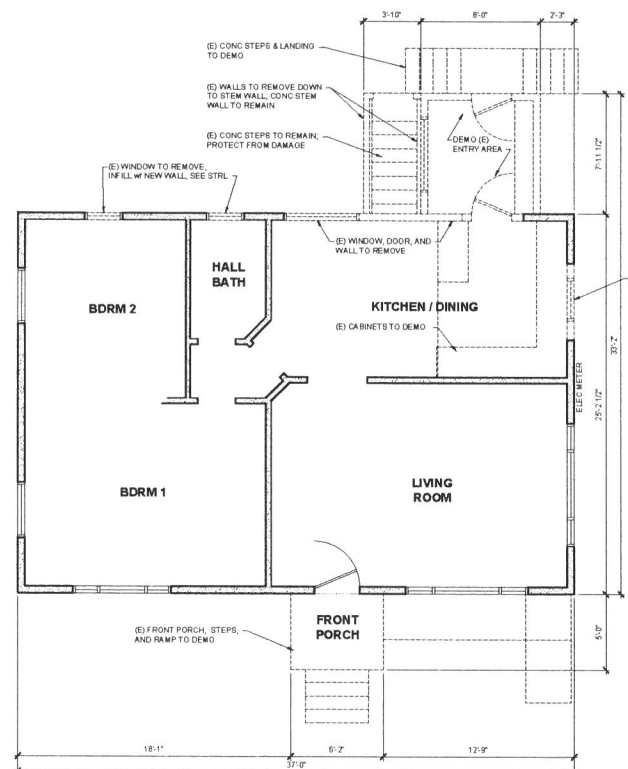 3'-10"
8'-0"
2'-3"
(E) CONC STEPS & LANDING
TO DEMO
(E) WALLS TO REMOVE DOWN
TO STEM WALL, CONC STEM
WALL TO REMAIN
(E) CONC STEPS TO REMAIN;
PROTECT FROM DAMAGE
DEMO (E)
ENTRY AREA
7'-11 1/2"
(E) WINDOW TO REMOVE,
INFILL w/ NEW WALL, SEE STRL
(E) WINDOW, DOOR, AND
WALL TO REMOVE
HALL
BATH
BDRM 2
KITCHEN / DINING
(E) CABINETS TO DEMO
ELEC METER
25'-2 1/2"
33'-2"
BDRM 1
LIVING
ROOM
FRONT
PORCH
(E) FRONT PORCH, STEPS,
AND RAMP TO DEMO
5'-0"
18'-1"
6'-2"
12'-9"
37'-0"